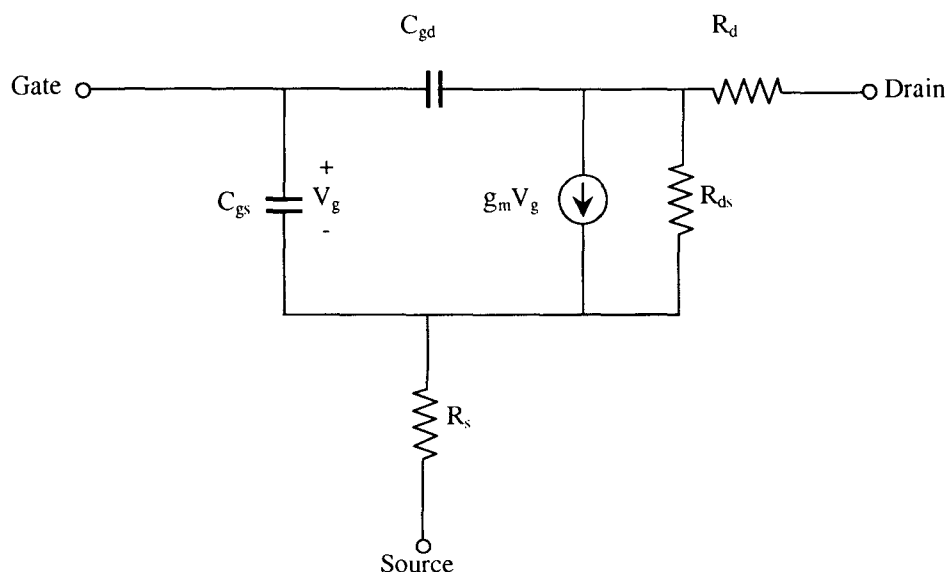 C_gd
R_d
Gate
Drain
+
C_gs
V_g
-
g_mV_g
R_ds
R_s
Source